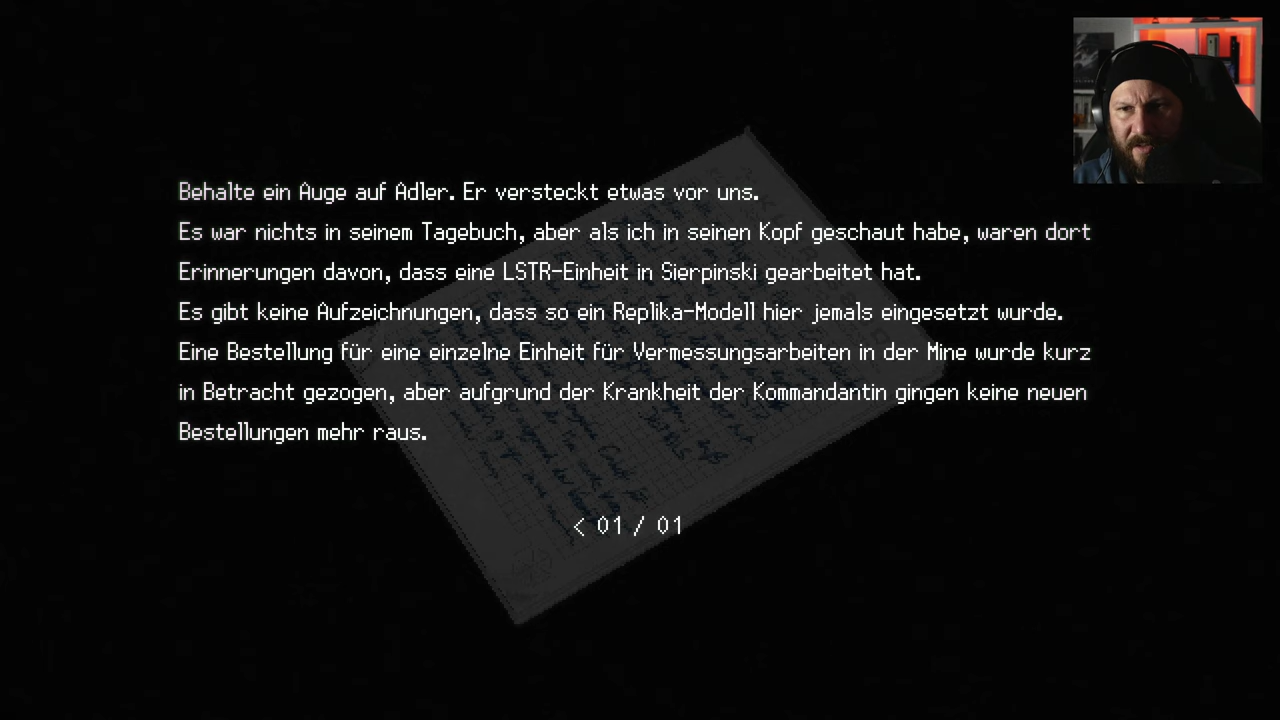 Behalte ein Auge auf Adler. Er versteckt etwas vor uns.
Es war nichts in seinem Tagebuch, aber als ich in seinen Kopf geschaut habe, waren dort
Erinnerungen davon, dass eine LSTR-Einheit in Sierpinski gearbeitet hat.
Es gibt keine Aufzeichnungen, dass so ein Replika-Modell hier jemals eingesetzt wurde.
Eine Bestellung für eine einzelne Einheit für Vermessungsarbeiten in der Mine wurde kurz
in Betracht gezogen, aber aufgrund der Krankheit der Kommandantin gingen keine neuen
Bestellungen mehr raus.
< 01 / 01